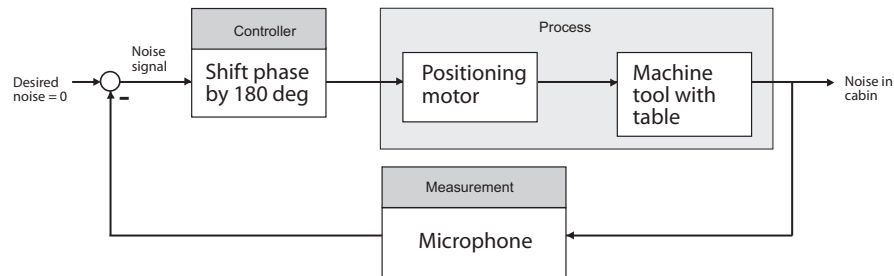 Controller
Process
Noise
signal
Desired
noise = 0
Shift phase
by 180 deg
Positioning
motor
Machine
tool with
table
Noise in
cabin
-
Measurement
Microphone